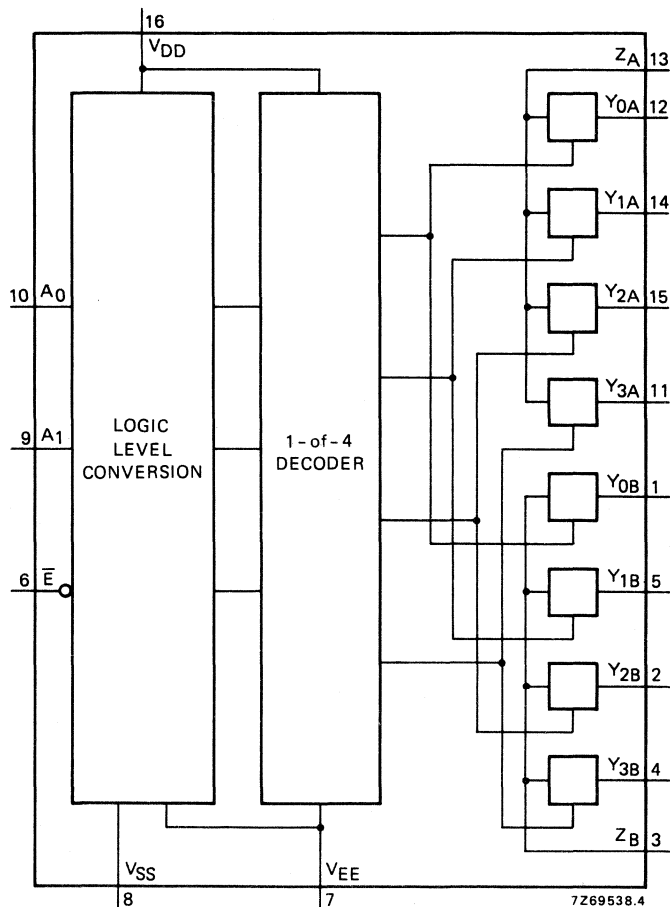 16
VDD
ZA 13
Y0A 12
Y1A 14
10 A0
Y2A 15
Y3A 11
9 A1
LOGIC
LEVEL
CONVERSION
1-of-4
DECODER
Y0B 1
6 E̅
Y1B 5
Y2B 2
Y3B 4
ZB 3
VSS
VEE
8
7
7Z69538.4